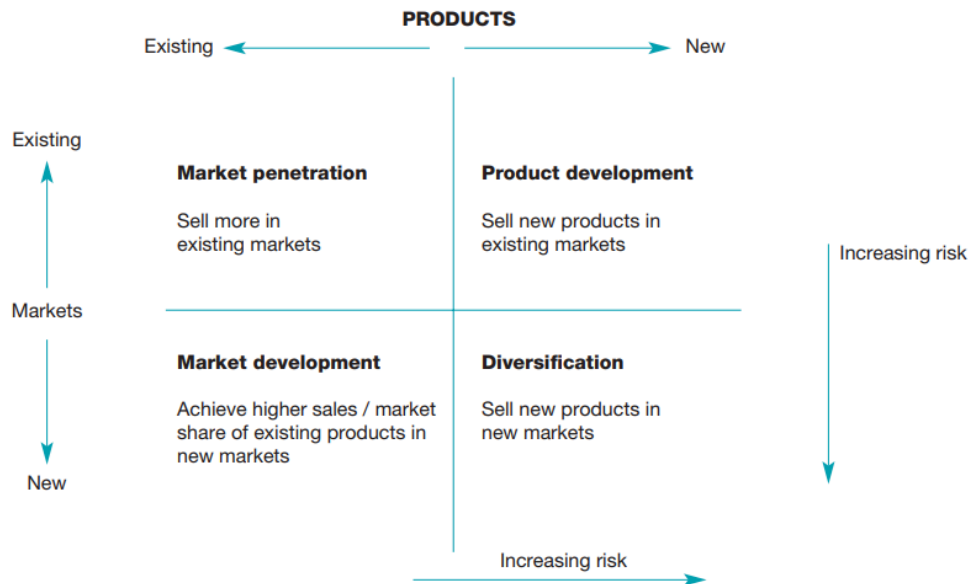 PRODUCTS
Existing
New
Existing
Market penetration
Product development
Sell more in
existing markets
Sell new products in
existing markets
Increasing risk
Markets
Market development
Diversification
Achieve higher sales / market
share of existing products in
new markets
Sell new products in
new markets
New
Increasing risk